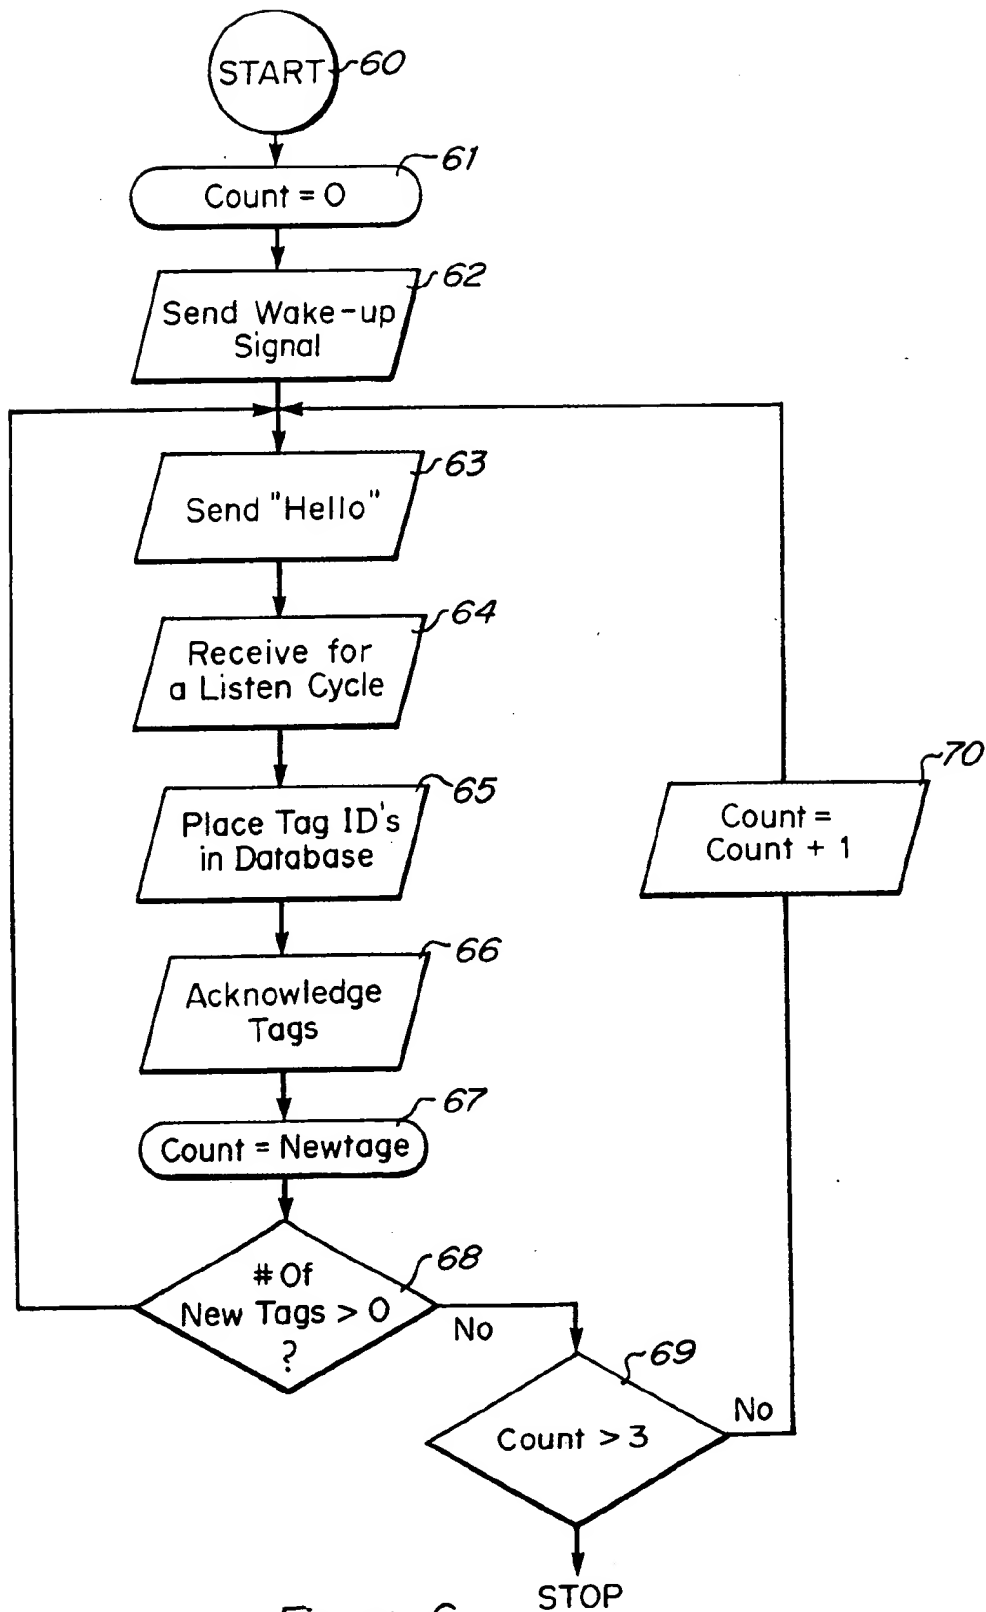 START 60
61
Count = 0
62
Send Wake-up
Signal
63
Send "Hello"
64
Receive for
a Listen Cycle
65
Place Tag ID's
in Database
70
Count =
Count + 1
66
Acknowledge
Tags
67
Count = Newtage
68
# Of
New Tags > 0
?
No
69
Count > 3
No
STOP